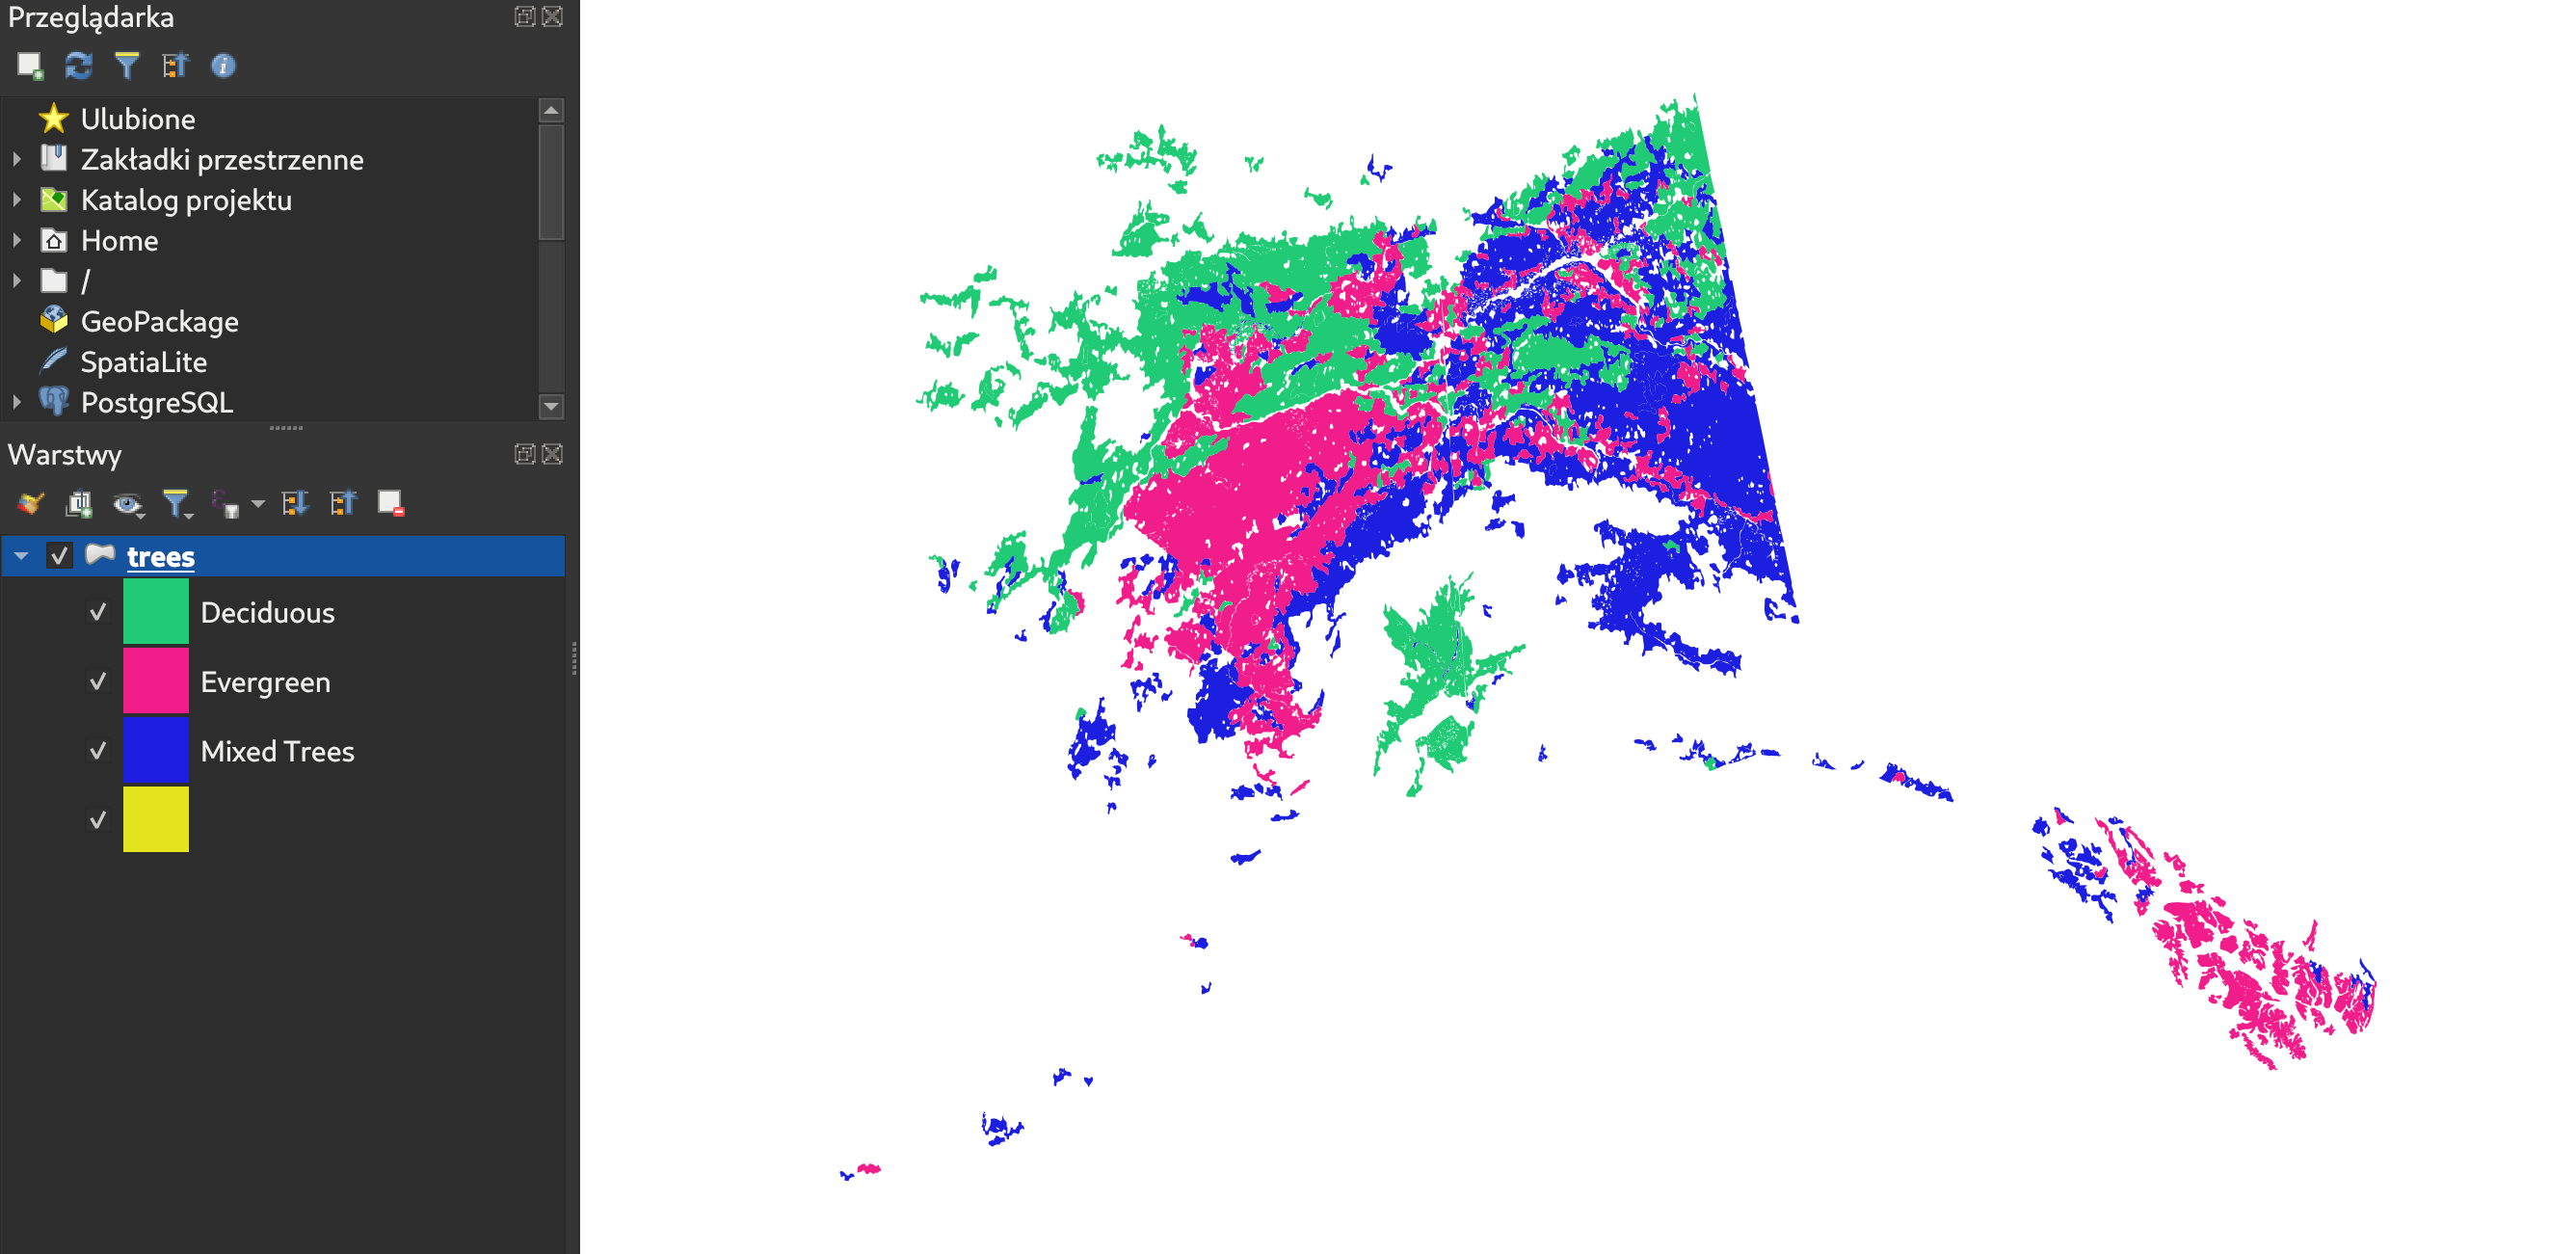 Przeglądarka
Ulubione
Zakładki przestrzenne
Katalog projektu
Home
/
GeoPackage
SpatiaLite
PostgreSQL
Warstwy
trees
Deciduous
Evergreen
Mixed Trees